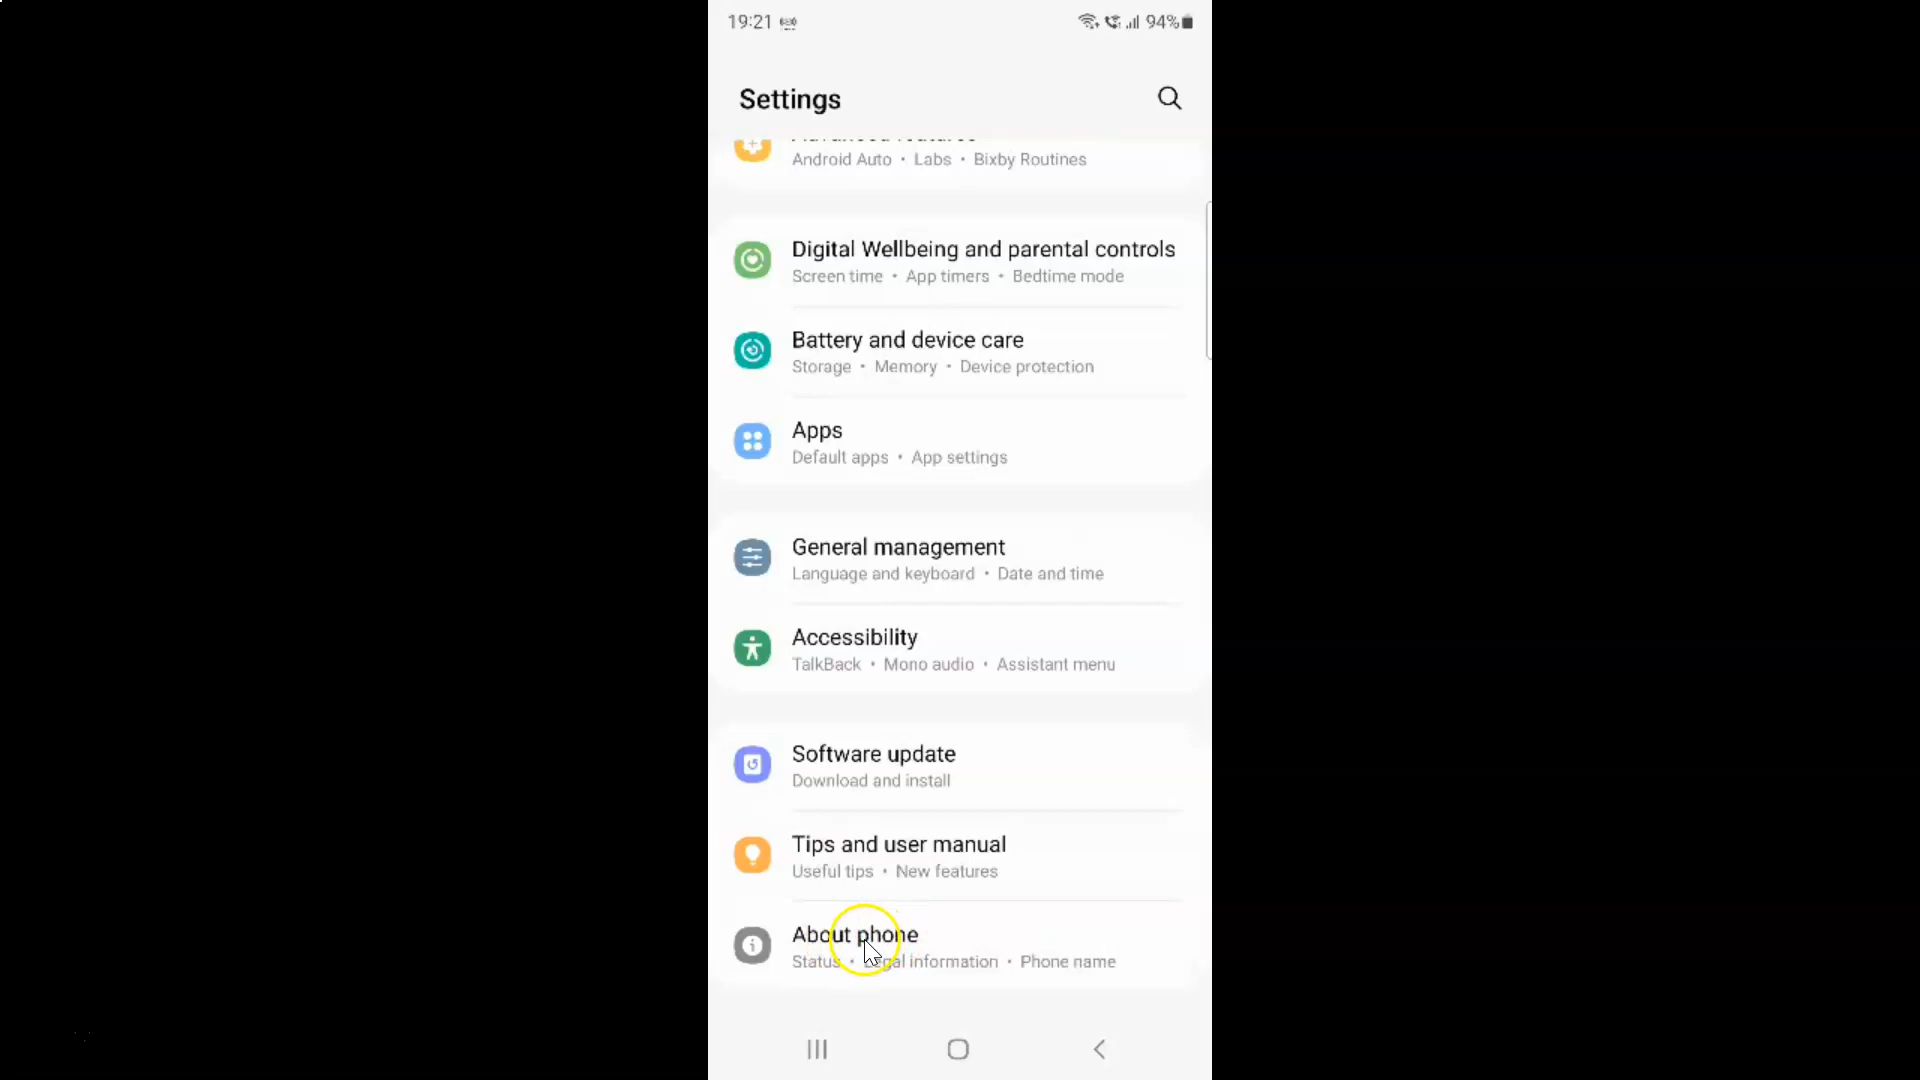 19:21
94%
Settings
Advanced features
Android Auto • Labs • Bixby Routines
Digital Wellbeing and parental controls
Screen time • App timers • Bedtime mode
Battery and device care
Storage • Memory • Device protection
Apps
Default apps • App settings
General management
Language and keyboard • Date and time
Accessibility
TalkBack • Mono audio • Assistant menu
Software update
Download and install
Tips and user manual
Useful tips • New features
About phone
Status • Legal information • Phone name